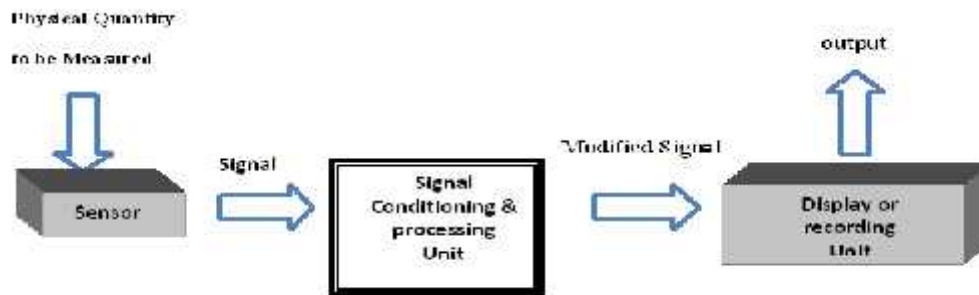 Physical Quantity
to be Measured
output
Signal
Modified Signal
Sensor
Signal
Conditioning &
processing
Unit
Display or
recording
Unit